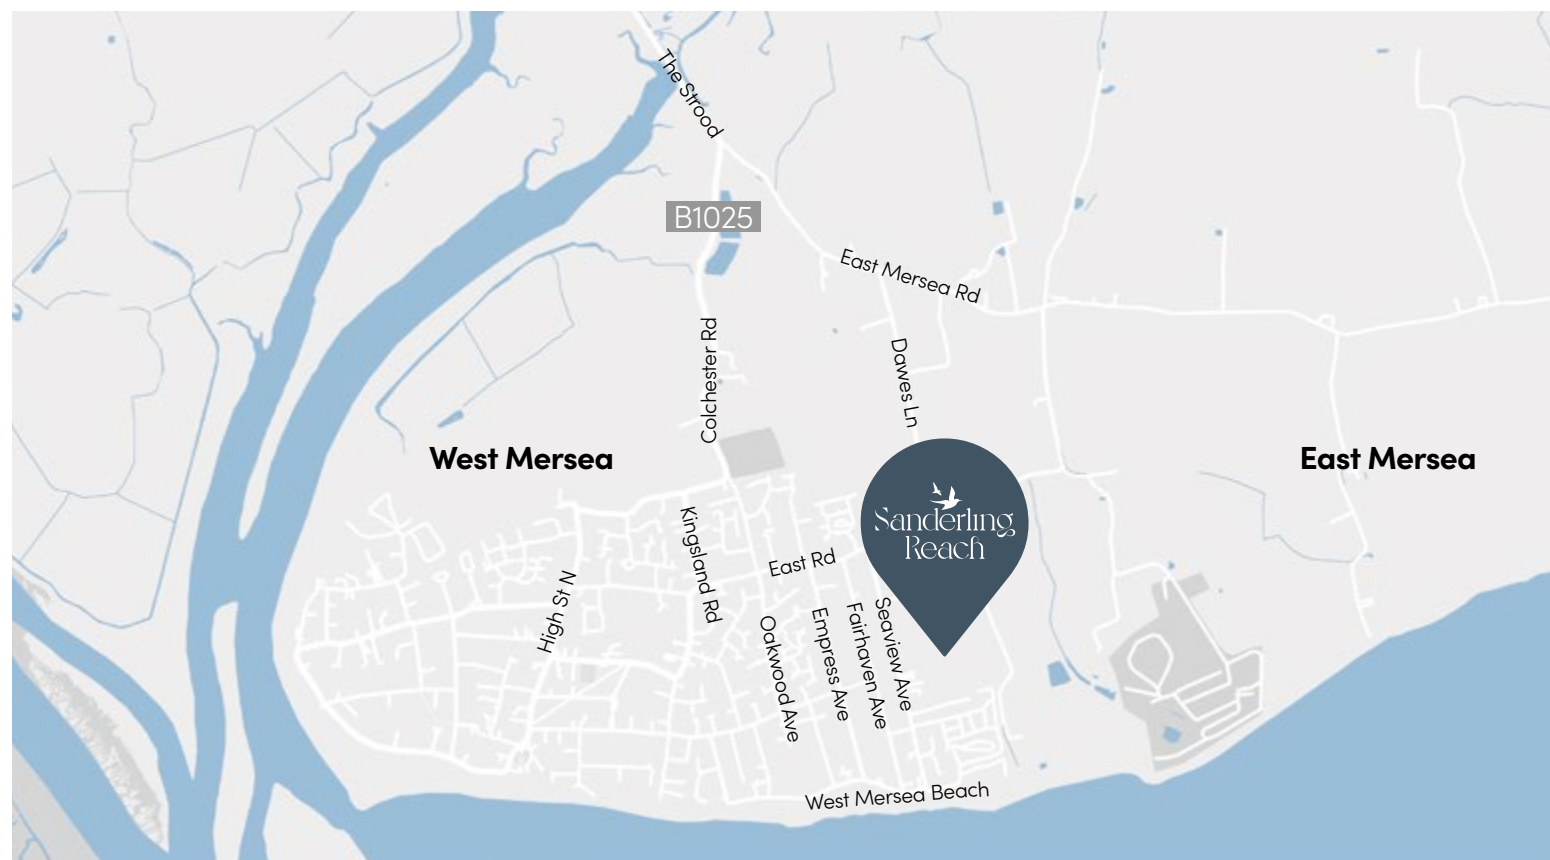 The Strood
B1025
East Mersea Rd
Colchester Rd
Dawes Ln
West Mersea
East Mersea
Sanderling
Reach
Kingsland Rd
East Rd
High St N
Oakwood Ave
Empress Ave
Fairhaven Ave
Seaview Ave
West Mersea Beach